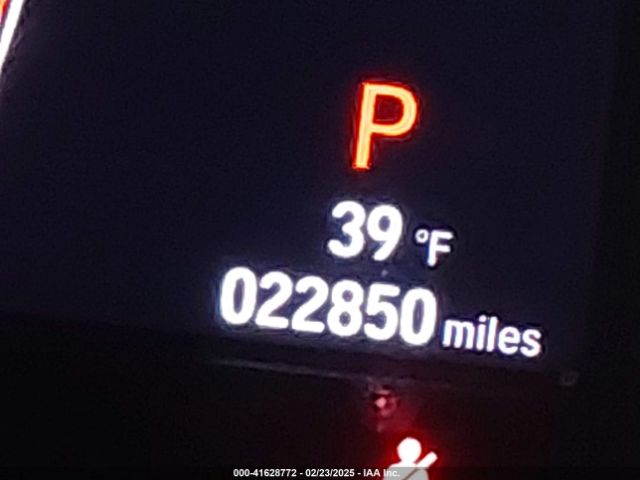 P
39 °F
022850 miles
000-41628772 - 02/23/2025 - IAA Inc.